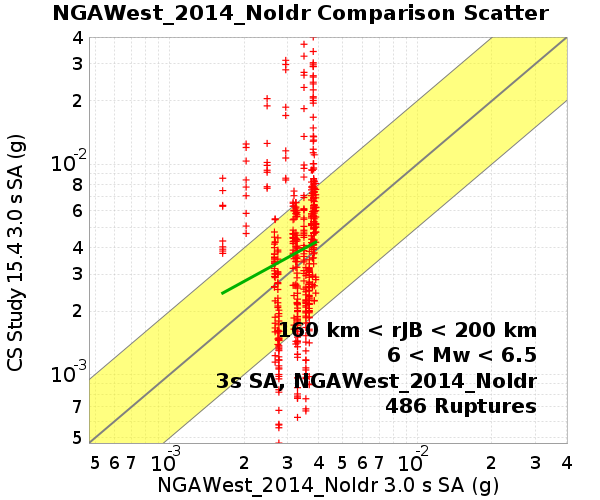 NGAWest_2014_NoIdr Comparison Scatter
CS Study 15.4 3.0 s SA (g)
4
3
2
10-2
8
6
4
3
2
10-3
7
5
160 km < rJB < 200 km
6 < Mw < 6.5
3s SA, NGAWest_2014_NoIdr
486 Ruptures
5 6 7 10-3 2 3 4 5 6 7 10-2 2 3 4
NGAWest_2014_NoIdr 3.0 s SA (g)